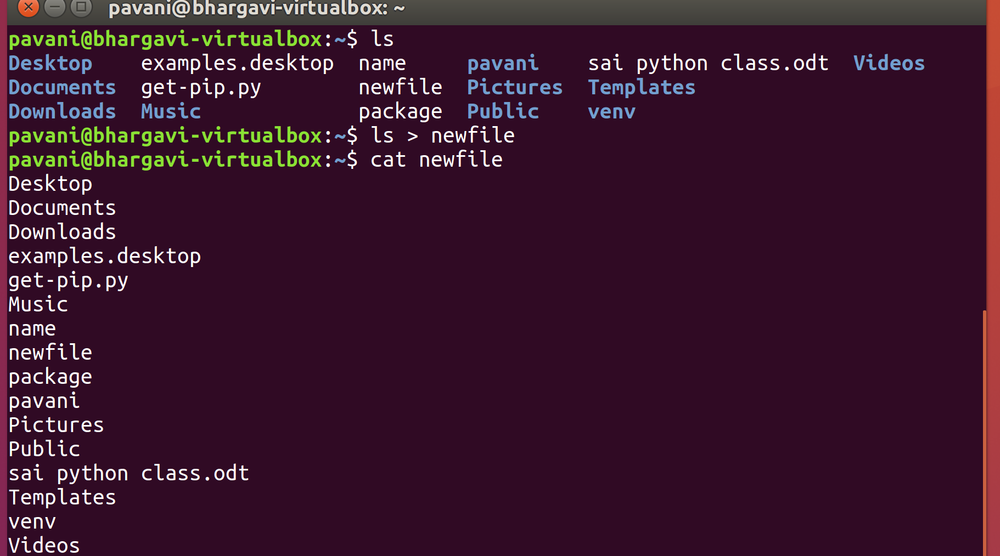 pavani@bhargavi-virtualbox: ~
pavani@bhargavi-virtualbox:~$ ls
Desktop    examples.desktop  name     pavani    sai python class.odt  Videos
Documents  get-pip.py        newfile  Pictures  Templates
Downloads  Music             package  Public    venv
pavani@bhargavi-virtualbox:~$ ls > newfile
pavani@bhargavi-virtualbox:~$ cat newfile
Desktop
Documents
Downloads
examples.desktop
get-pip.py
Music
name
newfile
package
pavani
Pictures
Public
sai python class.odt
Templates
venv
Videos